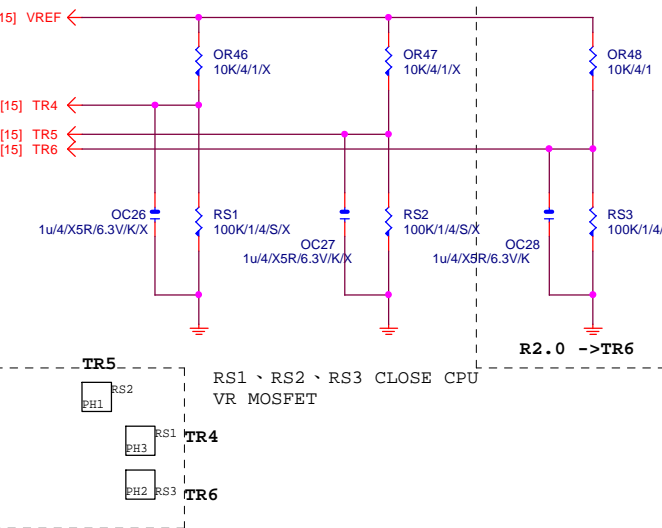 15] VREF
OR46
10K/4/1/X
OR47
10K/4/1/X
OR48
10K/4/1
[15] TR4
[15] TR5
[15] TR6
OC26
1u/4/X5R/6.3V/K/X
RS1
100K/1/4/S/X
OC27
1u/4/X5R/6.3V/K/X
RS2
100K/1/4/S/X
OC28
1u/4/X5R/6.3V/K
RS3
100K/1/4/
R2.0 ->TR6
TR5
RS2
PH1
RS1、RS2、RS3 CLOSE CPU
VR MOSFET
RS1 TR4
PH3
PH2 RS3 TR6